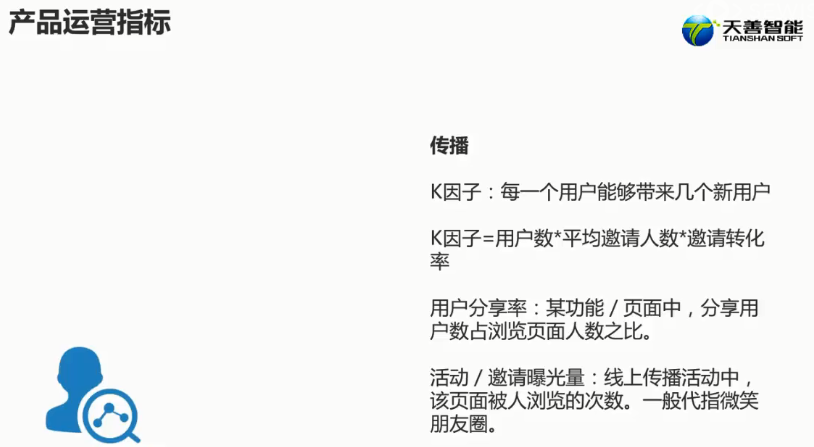 产品运营指标
天善智能
TIANSHAN SOFT
传播
K因子：每一个用户能够带来几个新用户
K因子=用户数*平均邀请人数*邀请转化
率
用户分享率：某功能 / 页面中，分享用
户数占浏览页面人数之比。
活动 / 邀请曝光量：线上传播活动中，
该页面被人浏览的次数。一般代指微笑
朋友圈。